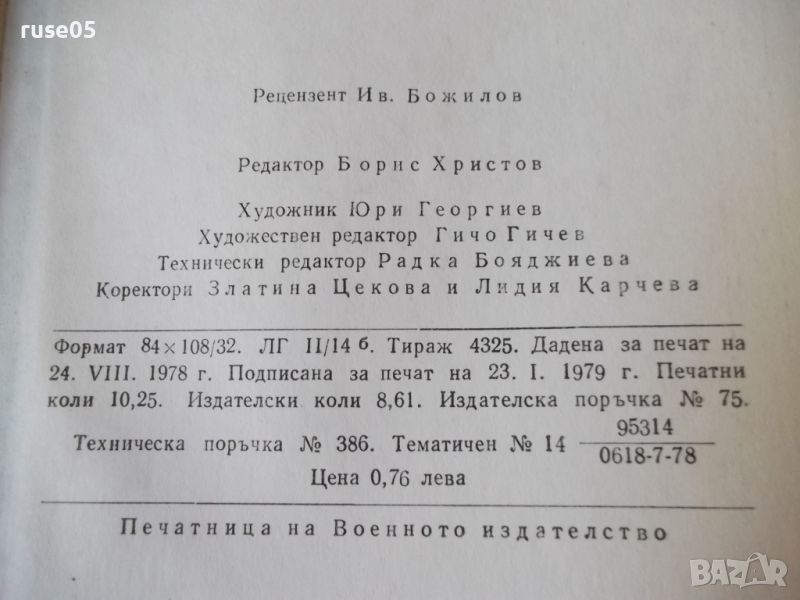 ruse05
Рецензент Ив. Божилов
Редактор Борис Христов
Художник Юри Георгиев
Художествен редактор Гичо Гичев
Технически редактор Радка Бояджиева
Коректори Златина Цекова и Лидия Карчева
Формат 84×108/32. ЛГ II/14 б. Тираж 4325. Дадена за печат на
24. VIII. 1978 г. Подписана за печат на 23. I. 1979 г. Печатни
коли 10,25. Издателски коли 8,61. Издателска поръчка № 75.
95314
Техническа поръчка № 386. Тематичен № 14
0618-7-78
Цена 0,76 лева
Печатница на Военното издателство
BAZAR